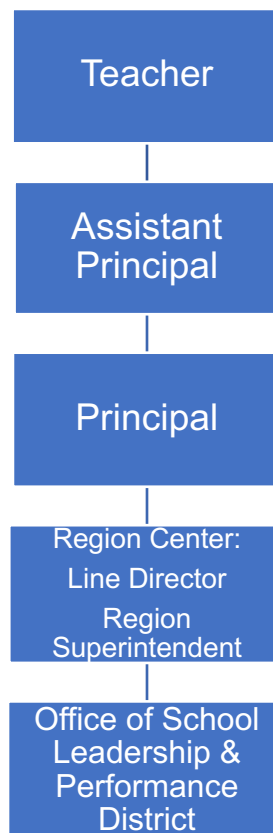 Teacher
Assistant
Principal
Principal
Region Center:
Line Director
Region
Superintendent
Office of School
Leadership &
Performance
District